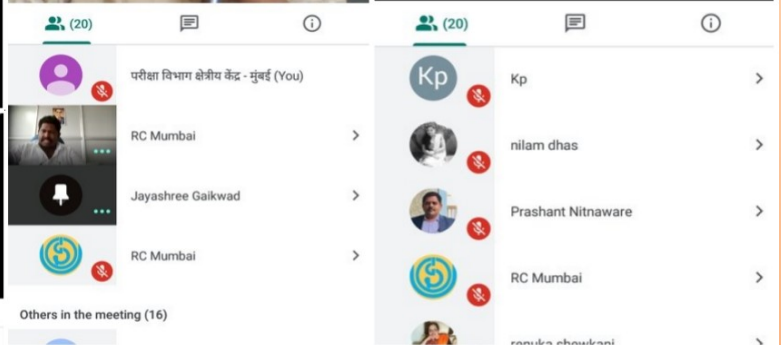 (20)
परीक्षा विभाग क्षेत्रीय केंद्र - मुंबई (You)
RC Mumbai
Jayashree Gaikwad
RC Mumbai
Others in the meeting (16)
(20)
Kp
Kp
nilam dhas
Prashant Nitnaware
RC Mumbai
renuka